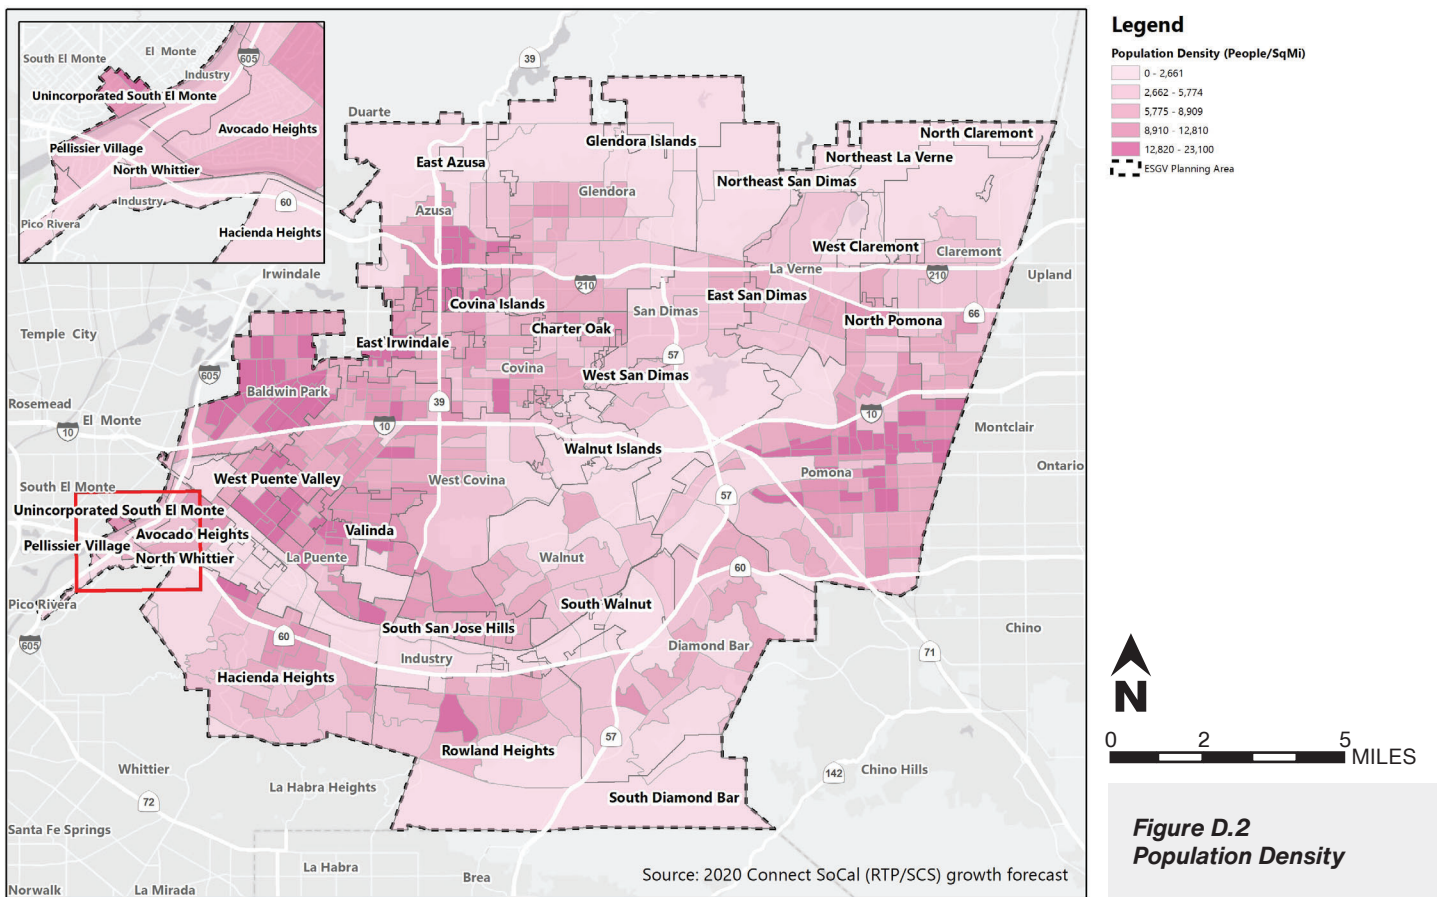 South El Monte
El Monte
605
Industry
Unincorporated South El Monte
Avocado Heights
Pellissier Village
North Whittier
Industry
60
Pico Rivera
Hacienda Heights
39
Duarte
Glendora Islands
North Claremont
East Azusa
Northeast La Verne
Northeast San Dimas
Glendora
Azusa
West Claremont
Claremont
La Verne
210
Upland
Irwindale
210
East San Dimas
Covina Islands
San Dimas
66
North Pomona
Temple City
Charter Oak
East Irwindale
57
Covina
West San Dimas
605
Baldwin Park
Rosemead
39
El Monte
10
10
10
Montclair
Walnut Islands
Ontario
West Puente Valley
West Covina
Pomona
South El Monte
57
Unincorporated South El Monte
Valinda
Avocado Heights
Pellissier Village
North Whittier
La Puente
Walnut
60
Pico Rivera
South Walnut
605
60
South San Jose Hills
Chino
Diamond Bar
71
Industry
Hacienda Heights
57
Rowland Heights
Whittier
142
Chino Hills
La Habra Heights
72
South Diamond Bar
Santa Fe Springs
La Habra
Brea
Source: 2020 Connect SoCal (RTP/SCS) growth forecast
Norwalk
La Mirada
Legend
Population Density (People/SqMi)
0 - 2,661
2,662 - 5,774
5,775 - 8,909
8,910 - 12,810
12,820 - 23,100
ESGV Planning Area
N
0 2 5 MILES
Figure D.2
Population Density